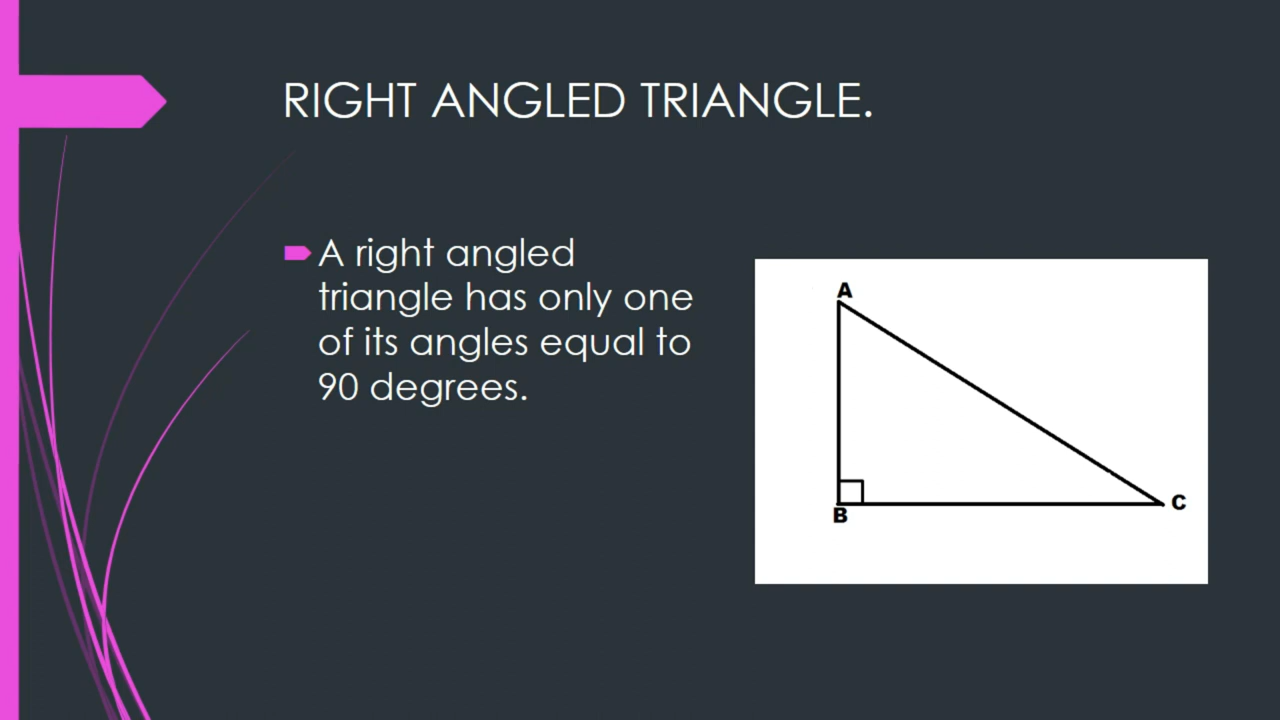 RIGHT ANGLED TRIANGLE.
A right angled
triangle has only one
of its angles equal to
90 degrees.
A
B
C